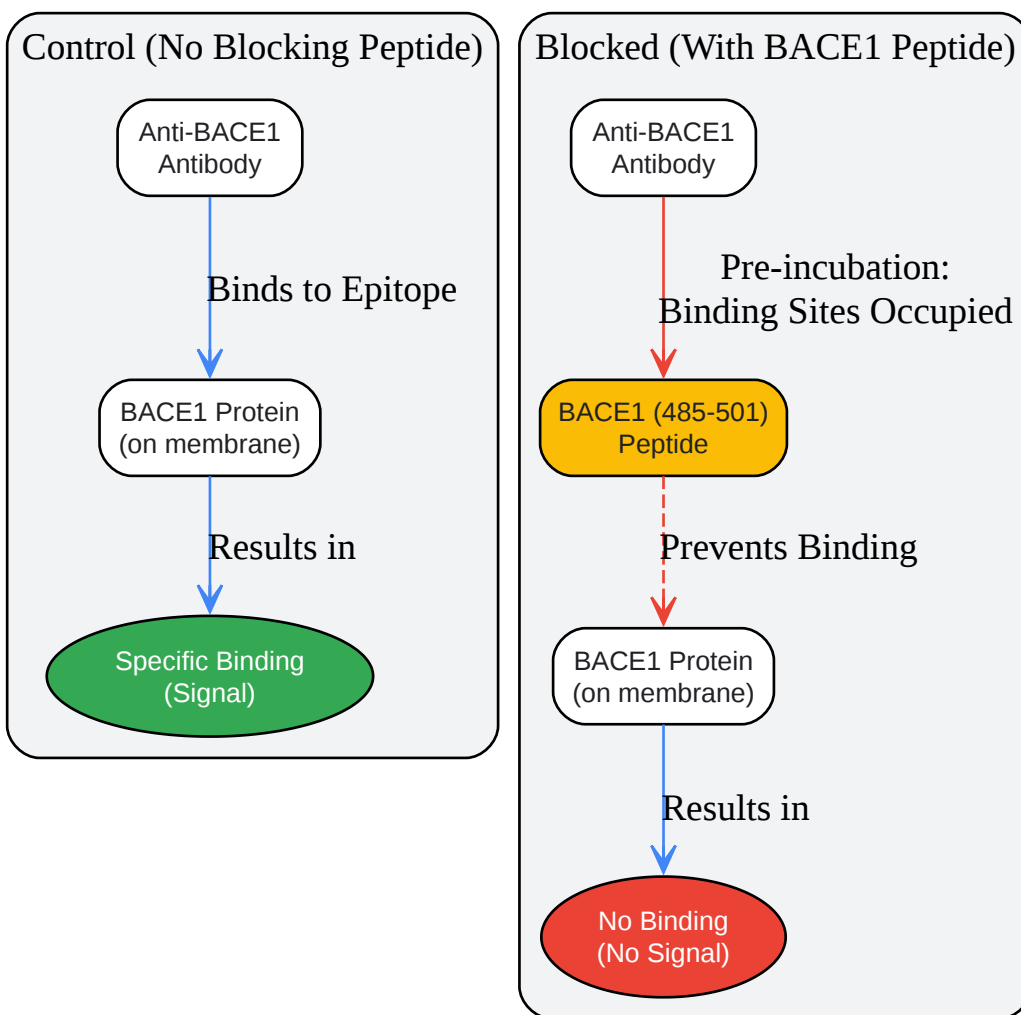 Control (No Blocking Peptide)
Anti-BACE1
Antibody
Binds to Epitope
BACE1 Protein
(on membrane)
Results in
Specific Binding
(Signal)
Blocked (With BACE1 Peptide)
Anti-BACE1
Antibody
Pre-incubation:
Binding Sites Occupied
BACE1 (485-501)
Peptide
Prevents Binding
BACE1 Protein
(on membrane)
Results in
No Binding
(No Signal)